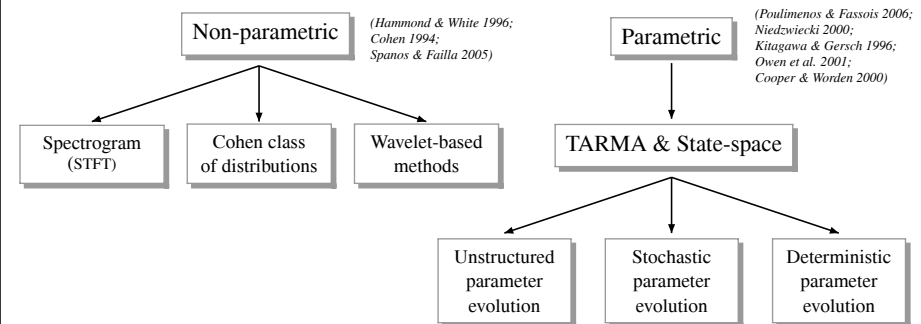 Non-parametric
(Hammond & White 1996;
Cohen 1994;
Spanos & Failla 2005)
Parametric
(Poulimenos & Fassois 2006;
Niedzwiecki 2000;
Kitagawa & Gersch 1996;
Owen et al. 2001;
Cooper & Worden 2000)
Spectrogram
(STFT)
Cohen class
of distributions
Wavelet-based
methods
TARMA & State-space
Unstructured
parameter
evolution
Stochastic
parameter
evolution
Deterministic
parameter
evolution